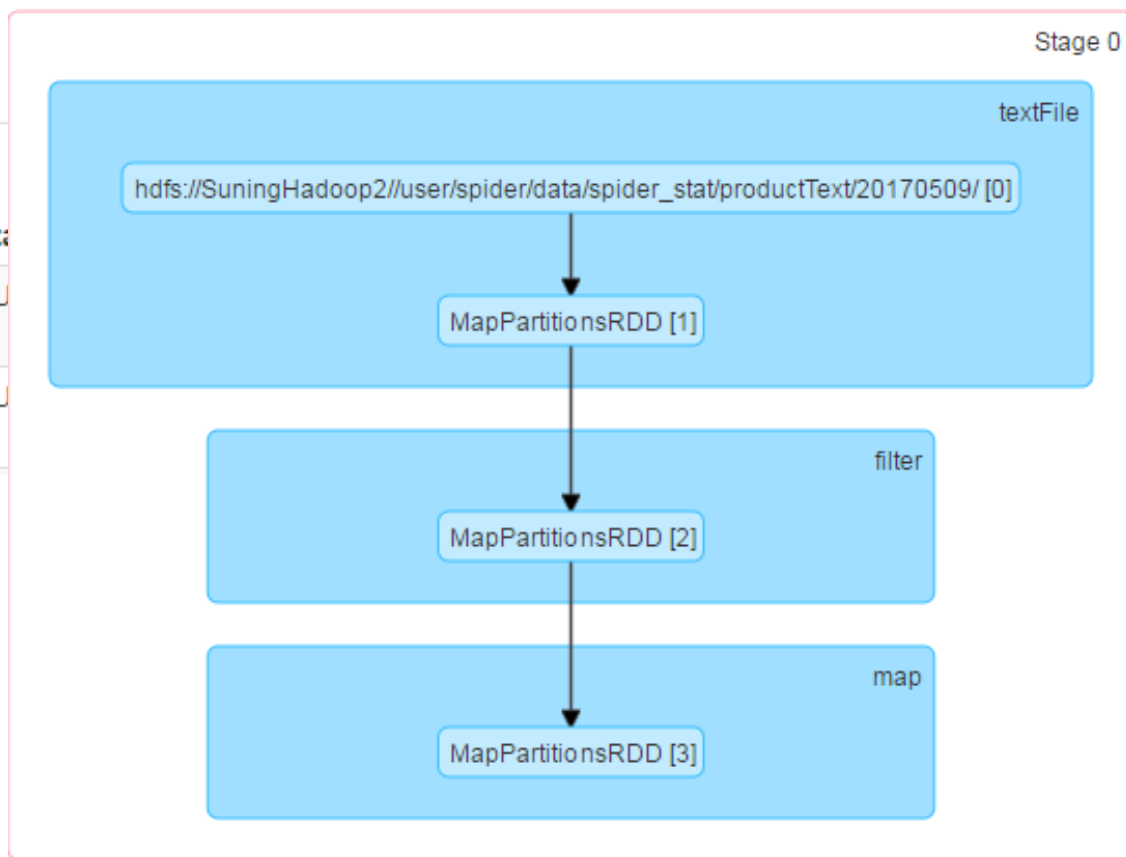 Stage 0
textFile
hdfs://SuningHadoop2//user/spider/data/spider_stat/productText/20170509/ [0]
MapPartitionsRDD [1]
filter
MapPartitionsRDD [2]
map
MapPartitionsRDD [3]